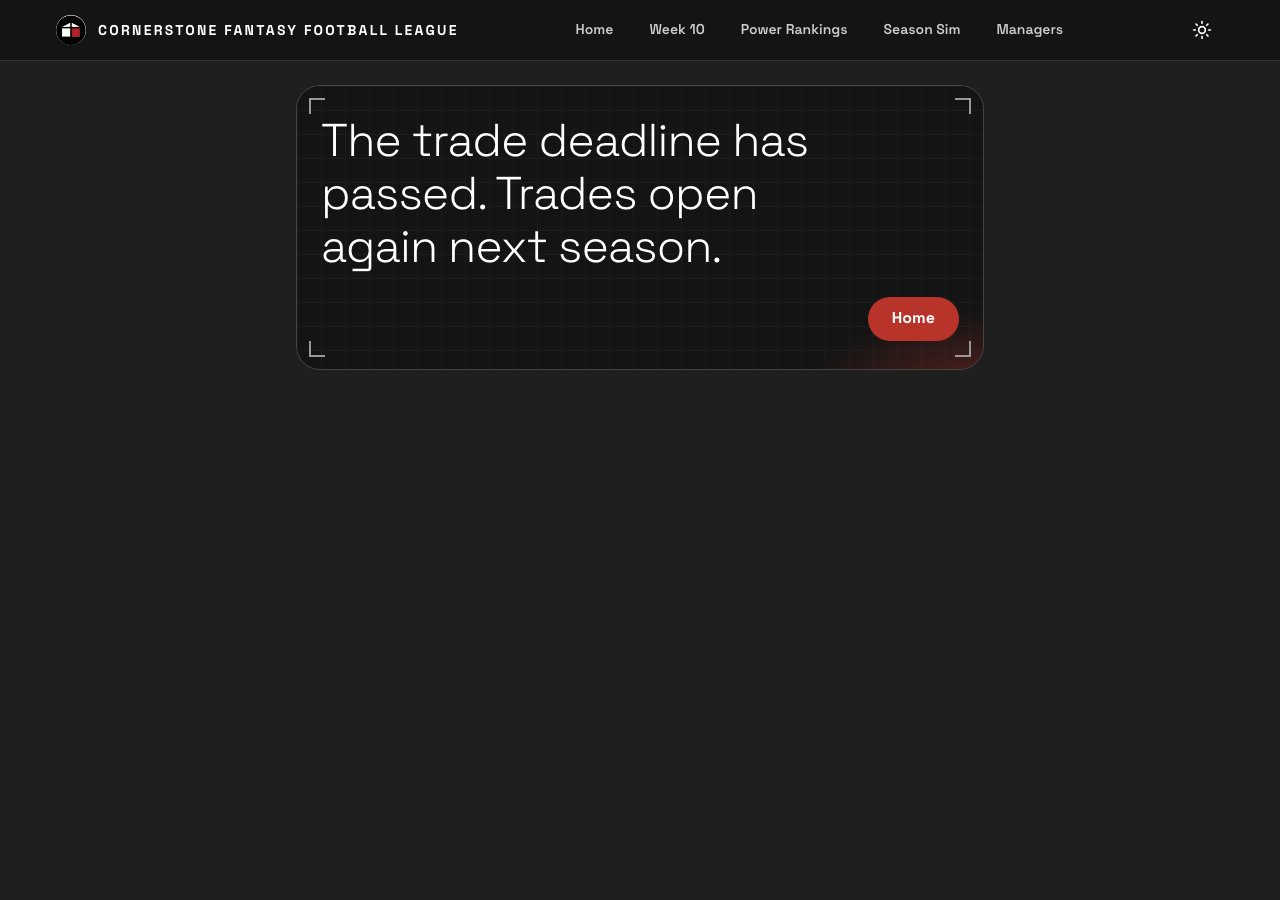 CORNERSTONE FANTASY FOOTBALL LEAGUE
Home
Week 10
Power Rankings
Season Sim
Managers
The trade deadline has
passed. Trades open
again next season.
Home